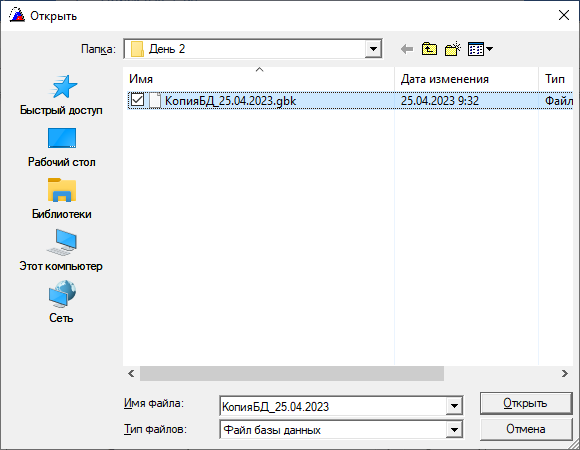 Открыть
Папка: День 2
Имя Дата изменения Тип
КопияБД_25.04.2023.gbk 25.04.2023 9:32 Файл
Быстрый доступ
Рабочий стол
Библиотеки
Этот компьютер
Сеть
Имя файла: КопияБД_25.04.2023 Открыть
Тип файлов: Файл базы данных Отмена